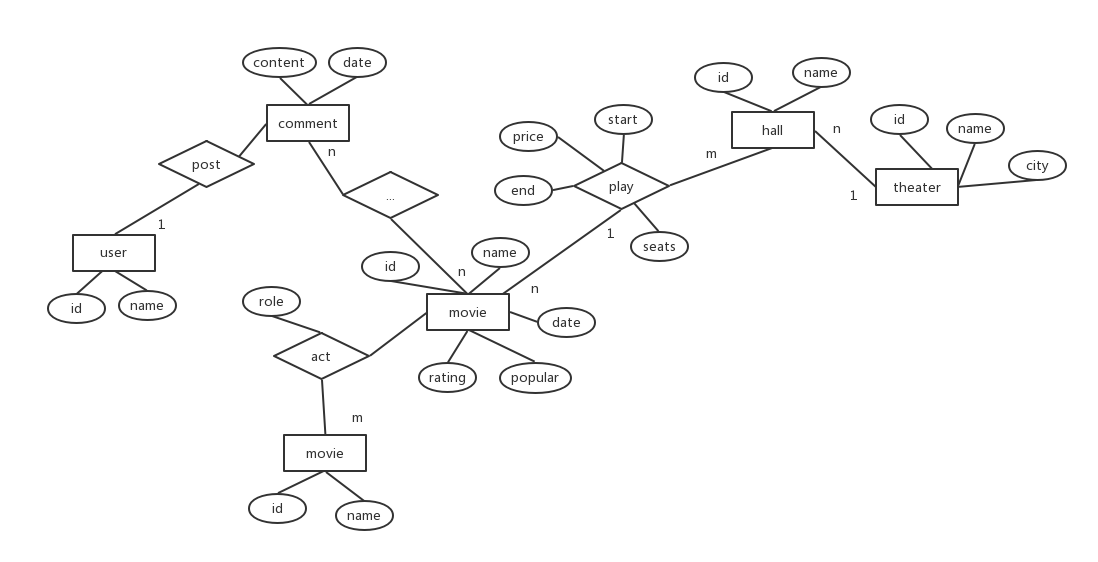 content
date
comment
n
post
1
user
id
name
...
n
id
name
movie
date
rating
popular
role
act
m
movie
id
name
price
start
end
play
seats
1
n
m
id
name
hall
n
1
id
name
city
theater